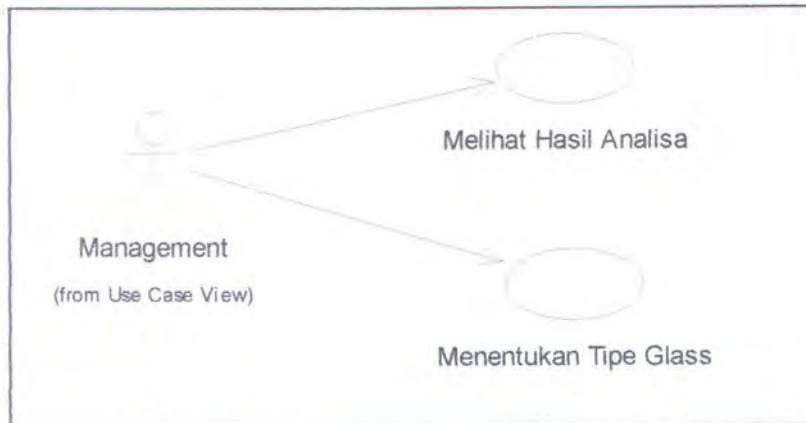 Melihat Hasil Analisa
Management
(from Use Case View)
Menentukan Tipe Glass